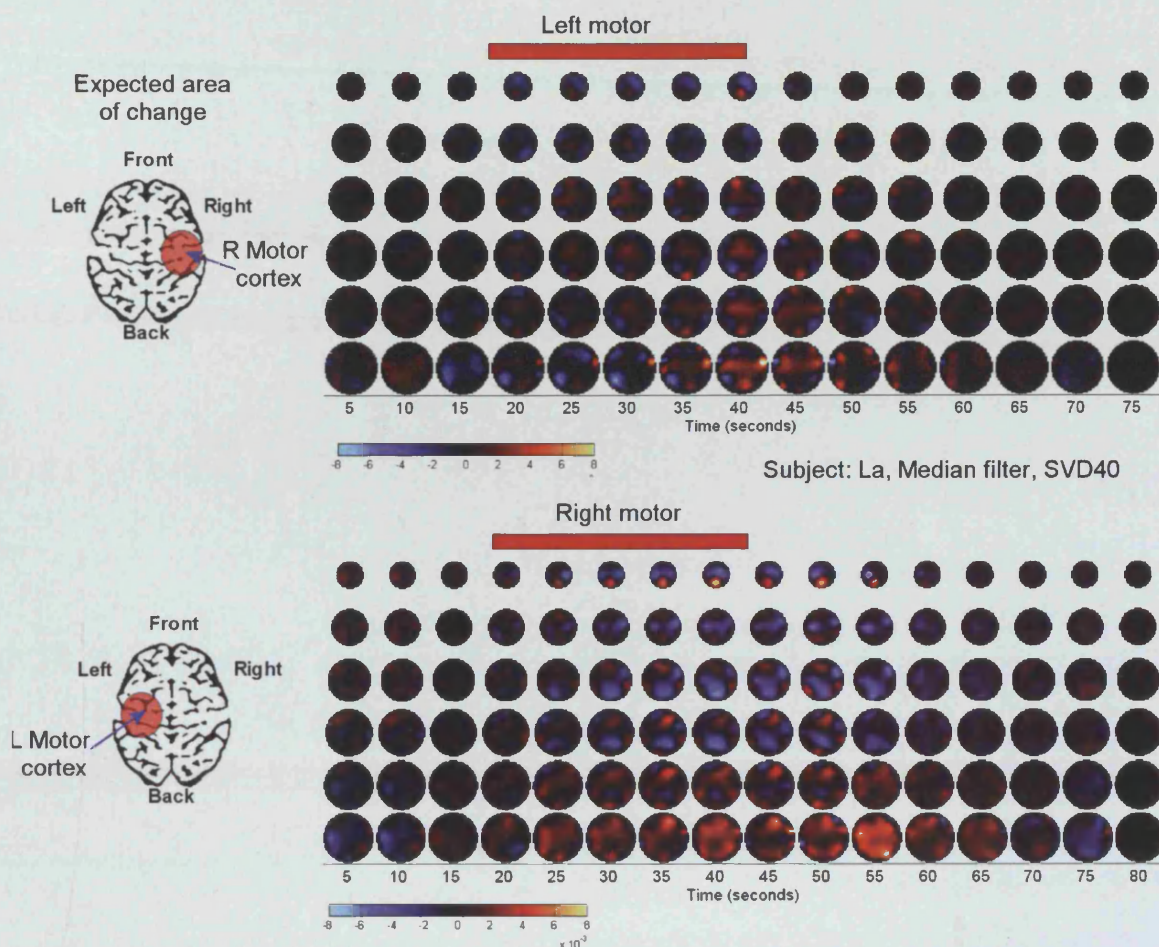 Left motor
Expected area
of change
Front
Left
Right
R Motor
cortex
Back
5 10 15 20 25 30 35 40 45 50 55 60 65 70 75
Time (seconds)
-8 -6 -4 -2 0 2 4 6 8
Subject: La, Median filter, SVD40
Right motor
Front
Left
Right
L Motor
cortex
Back
5 10 15 20 25 30 35 40 45 50 55 60 65 70 75 80
Time (seconds)
-8 -6 -4 -2 0 2 4 6 8
x 10⁻³